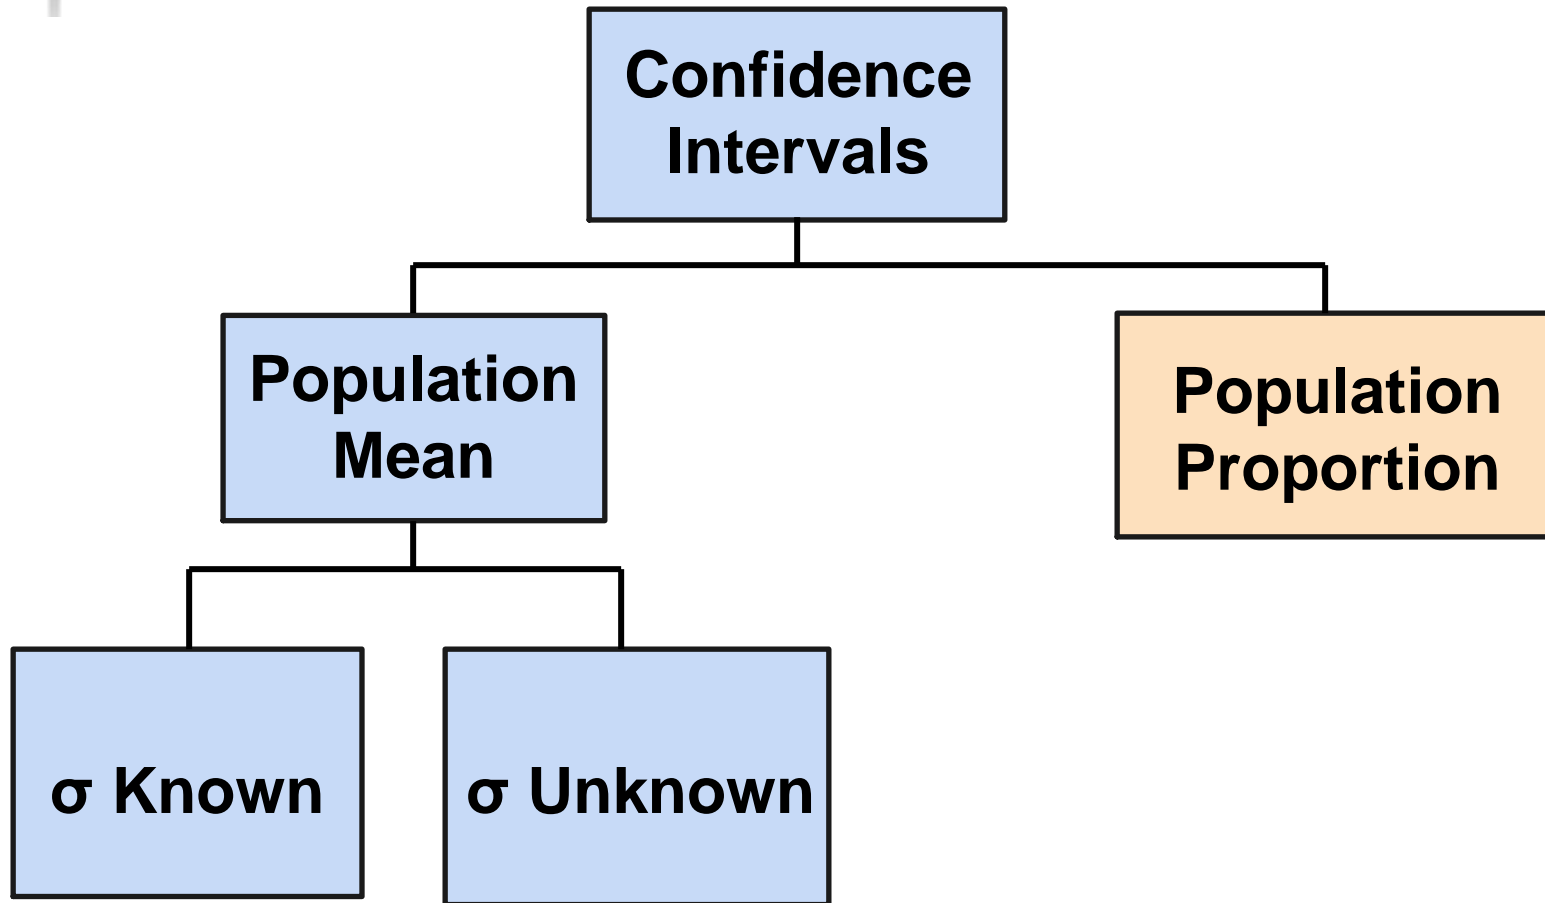 Confidence
Intervals
Population
Mean
Population
Proportion
σ Known
σ Unknown